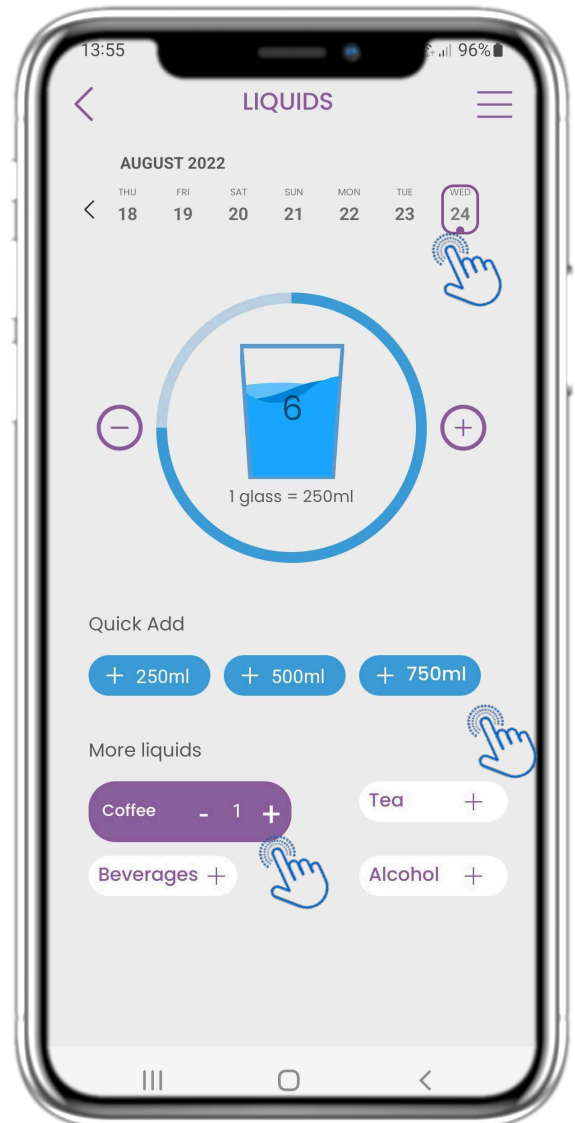 13:55 96%
LIQUIDS
AUGUST 2022
THU FRI SAT SUN MON TUE WED
18 19 20 21 22 23 24
6
1 glass = 250ml
Quick Add
+ 250ml + 500ml + 750ml
More liquids
Coffee - 1 + Tea +
Beverages + Alcohol +